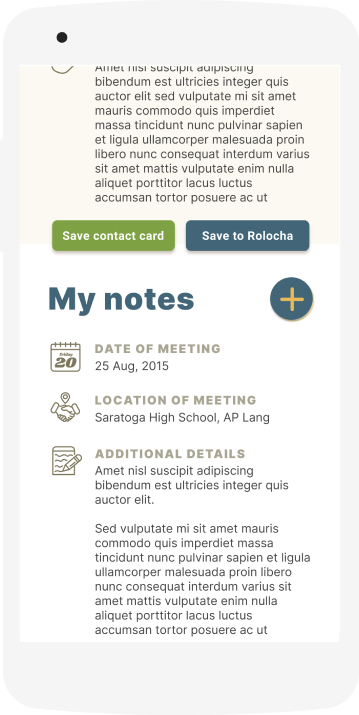 Amet nisl suscipit adipiscing
bibendum est ultricies integer quis
auctor elit sed vulputate mi sit amet
mauris commodo quis imperdiet
massa tincidunt nunc pulvinar sapien
et ligula ullamcorper malesuada proin
libero nunc consequat interdum varius
sit amet mattis vulputate enim nulla
aliquet porttitor lacus luctus
accumsan tortor posuere ac ut
Save contact card
Save to Rolocha
My notes
Friday
20
DATE OF MEETING
25 Aug, 2015
LOCATION OF MEETING
Saratoga High School, AP Lang
ADDITIONAL DETAILS
Amet nisl suscipit adipiscing
bibendum est ultricies integer quis
auctor elit.
Sed vulputate mi sit amet mauris
commodo quis imperdiet massa
tincidunt nunc pulvinar sapien et ligula
ullamcorper malesuada proin libero
nunc consequat interdum varius sit
amet mattis vulputate enim nulla
aliquet porttitor lacus luctus
accumsan tortor posuere ac ut